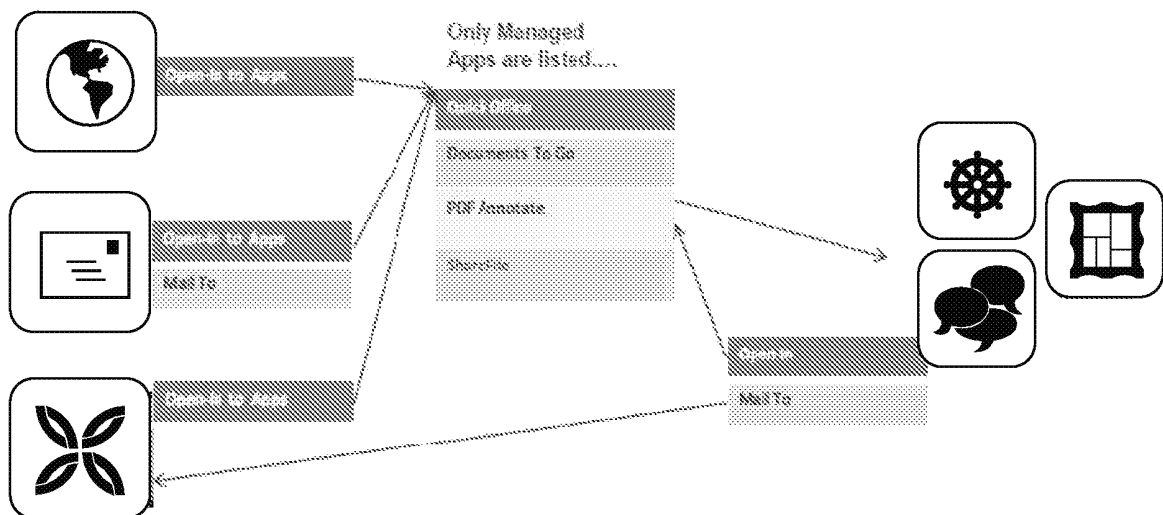 Only Managed
Apps are listed....
Open-in to Apps
Quick Office
Documents To Go
PDF Annotate
ShareFile
Open-in to Apps
Mail To
Open-in to Apps
Open-in
Mail To